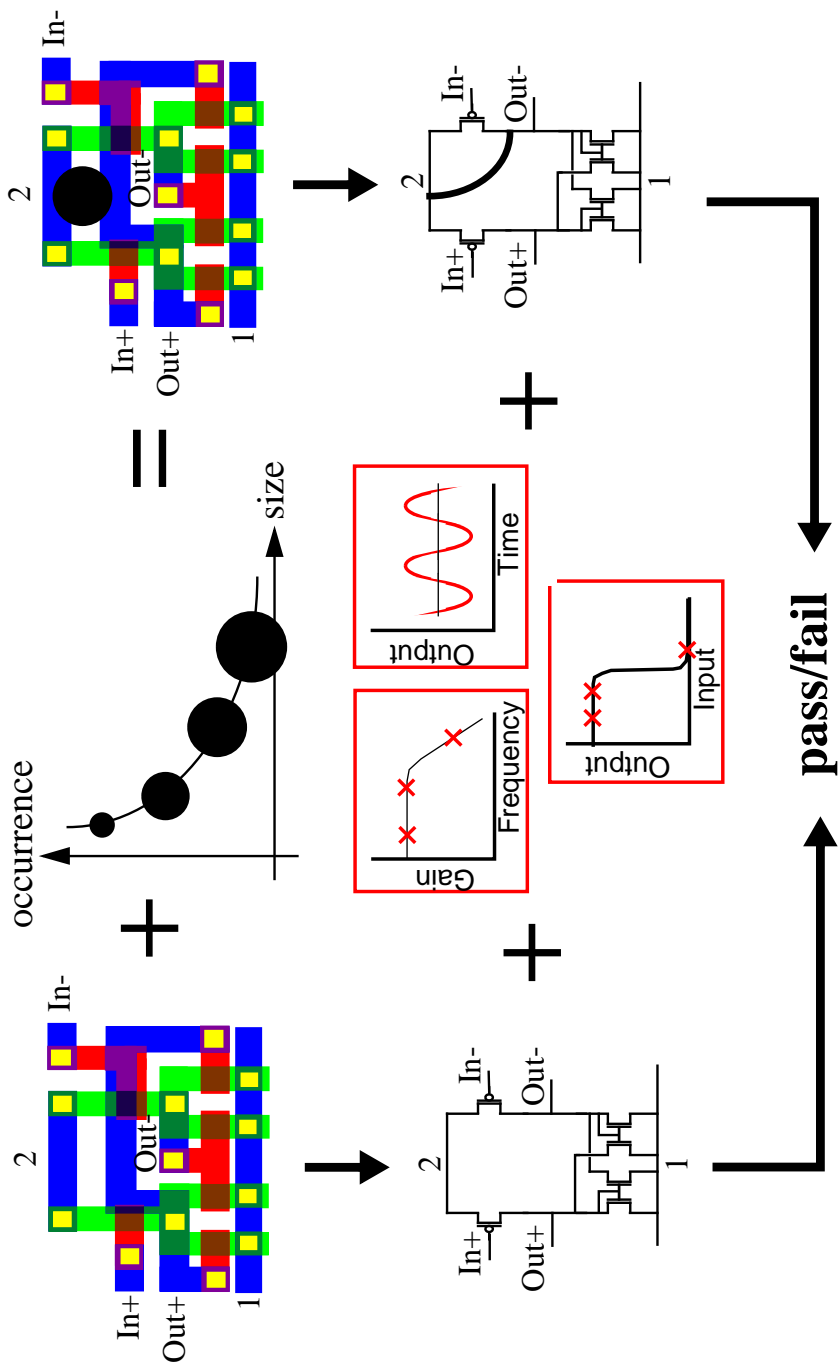 2
In-
In+
Out-
Out+
1
+
occurrence
size
=
2
In-
In+
Out-
Out+
1
2
In+
In-
Out+
Out-
1
+
Gain
Frequency
Output
Time
Output
Input
+
2
In+
In-
Out+
Out-
1
pass/fail